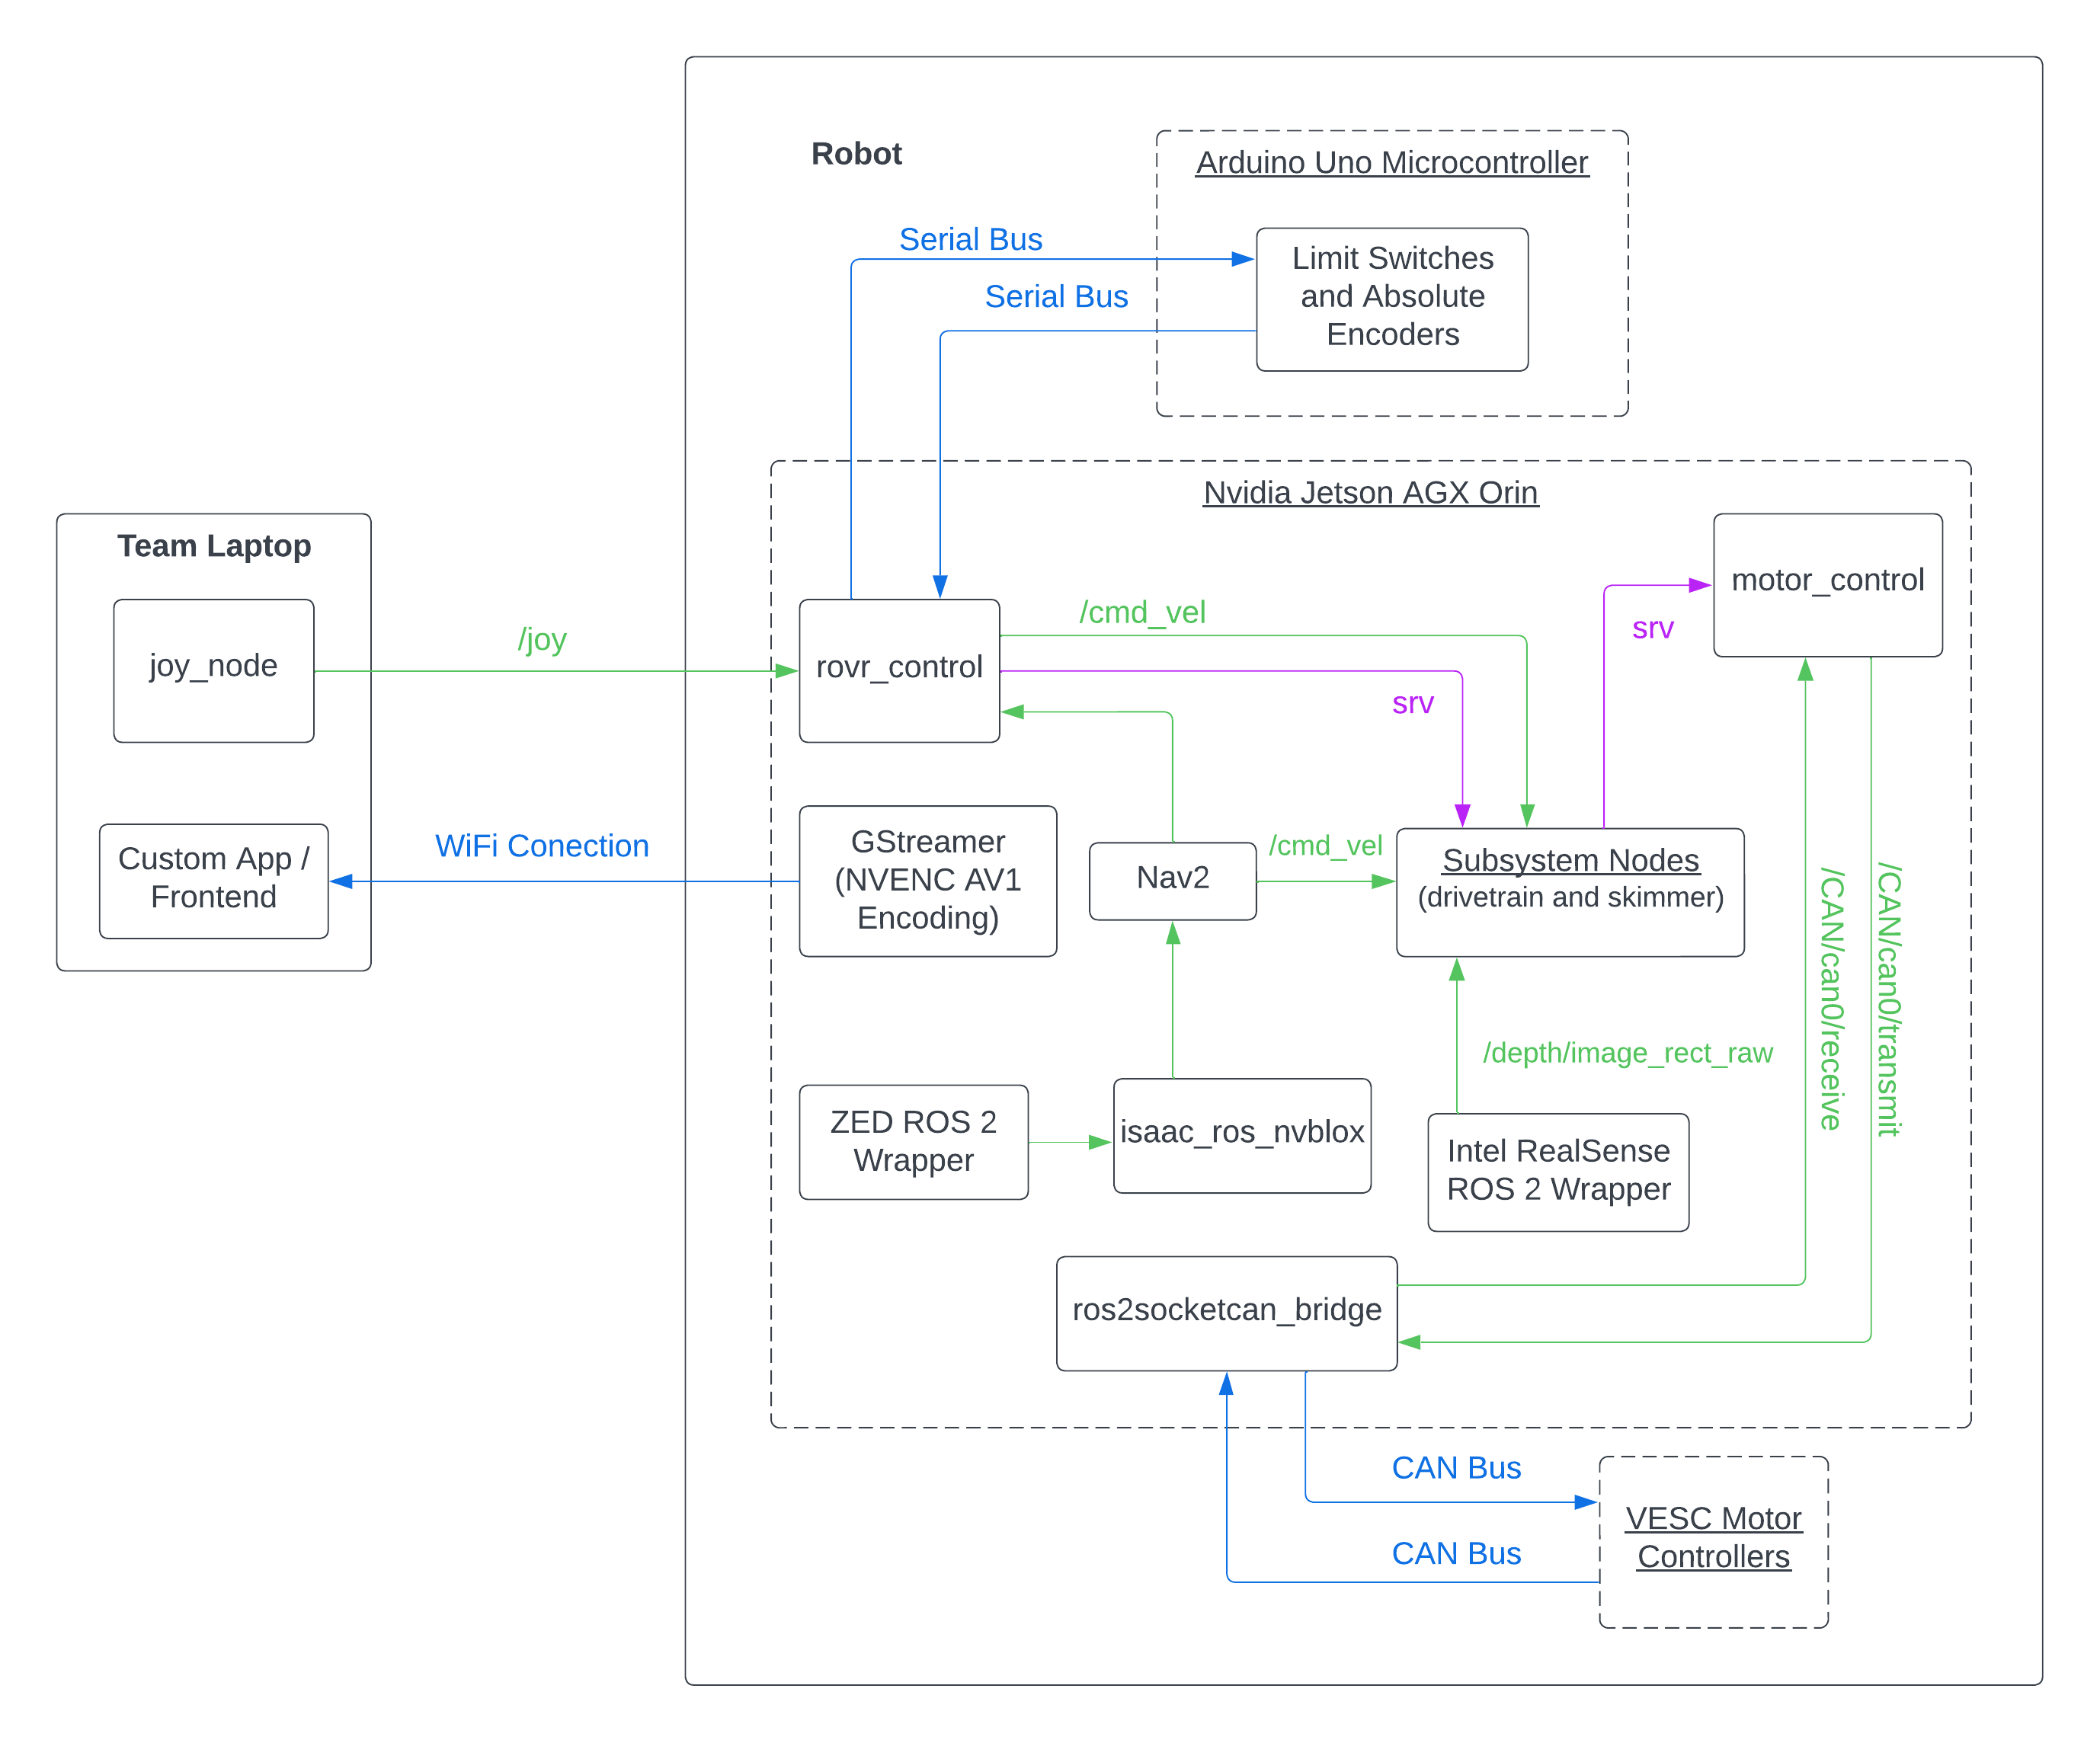 Robot
Arduino Uno Microcontroller
Serial Bus
Limit Switches
and Absolute
Encoders
Serial Bus
Nvidia Jetson AGX Orin
Team Laptop
joy_node
/joy
rovr_control
/cmd_vel
srv
srv
motor_control
Custom App /
Frontend
WiFi Conection
GStreamer
(NVENC AV1
Encoding)
Nav2
/cmd_vel
Subsystem Nodes
(drivetrain and skimmer)
/CAN/can0/receive
/CAN/can0/transmit
/depth/image_rect_raw
ZED ROS 2
Wrapper
isaac_ros_nvblox
Intel RealSense
ROS 2 Wrapper
ros2socketcan_bridge
CAN Bus
CAN Bus
VESC Motor
Controllers